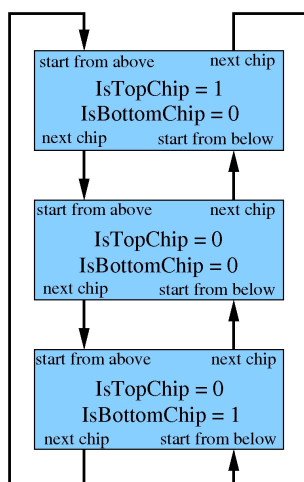 start from above next chip
IsTopChip = 1
IsBottomChip = 0
next chip start from below
start from above next chip
IsTopChip = 0
IsBottomChip = 0
next chip start from below
start from above next chip
IsTopChip = 0
IsBottomChip = 1
next chip start from below